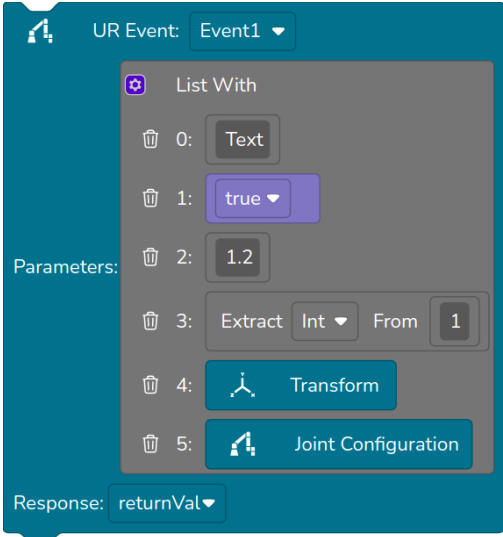 UR Event: Event1
List With
0: Text
1: true
2: 1.2
Parameters:
3: Extract Int From 1
4: Transform
5: Joint Configuration
Response: returnVal